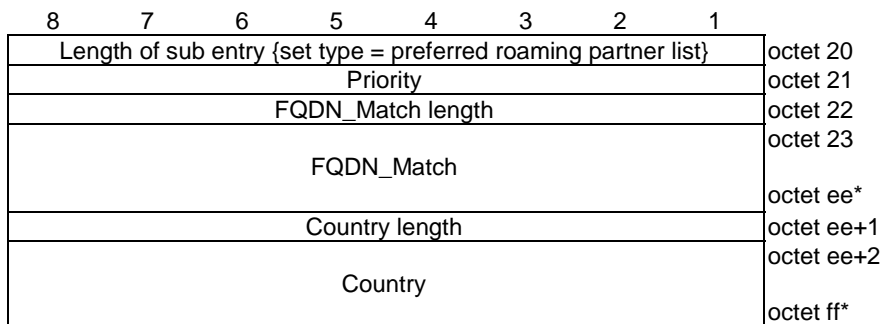 8 7 6 5 4 3 2 1
Length of sub entry {set type = preferred roaming partner list} octet 20
Priority octet 21
FQDN_Match length octet 22
octet 23
FQDN_Match
octet ee*
Country length octet ee+1
octet ee+2
Country
octet ff*